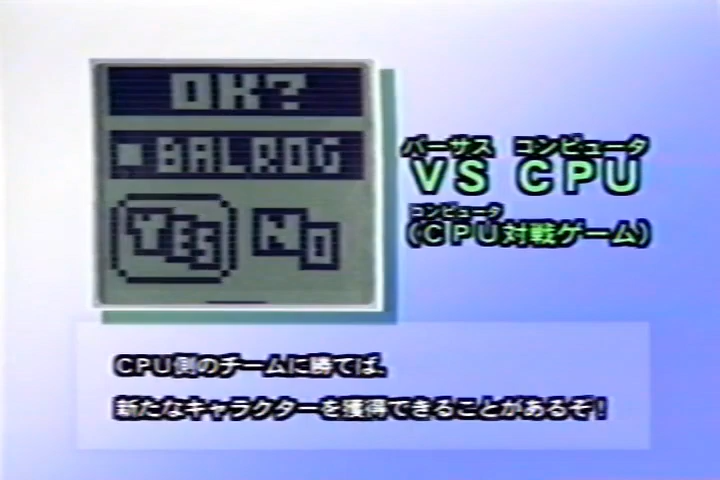 OK?
BALROG
YES NO
バーサス コンピュータ
VS CPU
コンピュータ
(CPU対戦ゲーム)
CPU側のチームに勝てば、
新たなキャラクターを獲得できることがあるぞ!